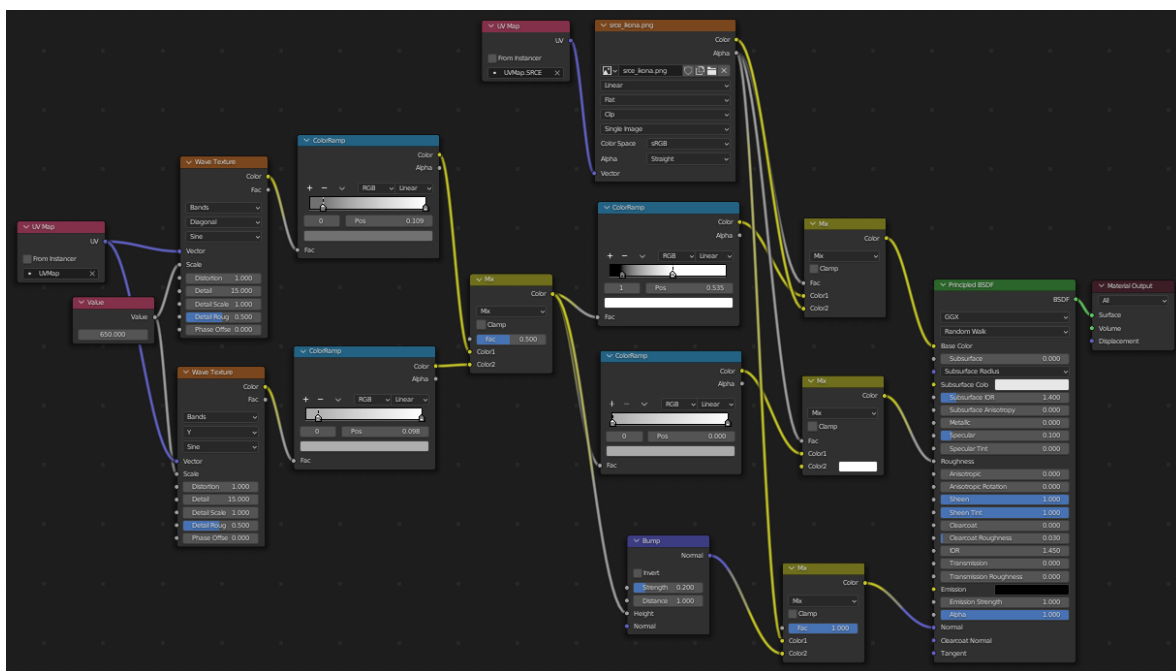 UV Map
UV
From Instancer
UVMap.SRCE
srce_ikona.png
Color
Alpha
srce_ikona.png
Linear
Flat
Clip
Single Image
Color Space sRGB
Alpha Straight
Vector
Wave Texture
Color
Fac
Bands
Diagonal
Sine
Vector
Scale
Distortion 1.000
Detail 15.000
Detail Scale 1.000
Detail Roug 0.500
Phase Offse 0.000
ColorRamp
Color
Alpha
RGB Linear
0 Pos 0.109
Fac
UV Map
UV
From Instancer
UVMap
Value
Value
650.000
Wave Texture
Color
Fac
Bands
Y
Sine
Vector
Scale
Distortion 1.000
Detail 15.000
Detail Scale 1.000
Detail Roug 0.500
Phase Offse 0.000
ColorRamp
Color
Alpha
RGB Linear
0 Pos 0.098
Fac
Mix
Color
Mix
Clamp
Fac 0.500
Color1
Color2
ColorRamp
Color
Alpha
RGB Linear
1 Pos 0.535
Fac
ColorRamp
Color
Alpha
RGB Linear
0 Pos 0.000
Fac
Bump
Normal
Invert
Strength 0.200
Distance 1.000
Height
Normal
Mix
Color
Mix
Clamp
Fac
Color1
Color2
Mix
Color
Mix
Clamp
Fac
Color1
Color2
Mix
Color
Mix
Clamp
Fac 1.000
Color1
Color2
Principled BSDF
BSDF
GGX
Random Walk
Base Color
Subsurface 0.000
Subsurface Radius
Subsurface Colo
Subsurface IOR 1.400
Subsurface Anisotropy 0.000
Metallic 0.000
Specular 0.100
Specular Tint 0.000
Roughness
Anisotropic 0.000
Anisotropic Rotation 0.000
Sheen 1.000
Sheen Tint 1.000
Clearcoat 0.000
Clearcoat Roughness 0.030
IOR 1.450
Transmission 0.000
Transmission Roughness 0.000
Emission
Emission Strength 1.000
Alpha 1.000
Normal
Clearcoat Normal
Tangent
Material Output
All
Surface
Volume
Displacement